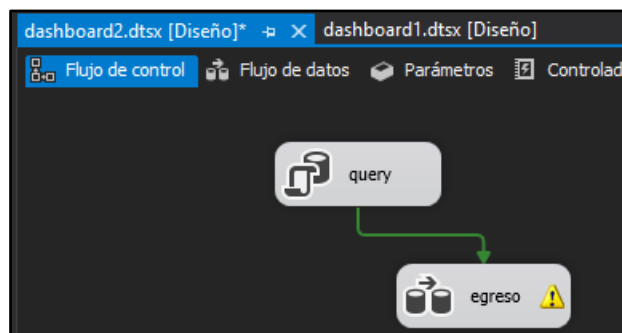 dashboard2.dtsx [Diseño]* dashboard1.dtsx [Diseño]
Flujo de control Flujo de datos Parámetros Controlad
query
egreso